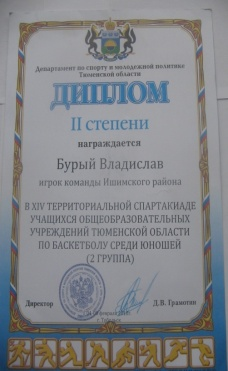 Департамент по спорту и молодежной политике
Тюменской области
ДИПЛОМ
II степени
награждается
Бурый Владислав
игрок команды Ишимского района
В XIV ТЕРРИТОРИАЛЬНОЙ СПАРТАКИАДЕ
УЧАЩИХСЯ ОБЩЕОБРАЗОВАТЕЛЬНЫХ
УЧРЕЖДЕНИЙ ТЮМЕНСКОЙ ОБЛАСТИ
ПО БАСКЕТБОЛУ СРЕДИ ЮНОШЕЙ
(2 ГРУППА)
Директор
Д.В. Грамотин